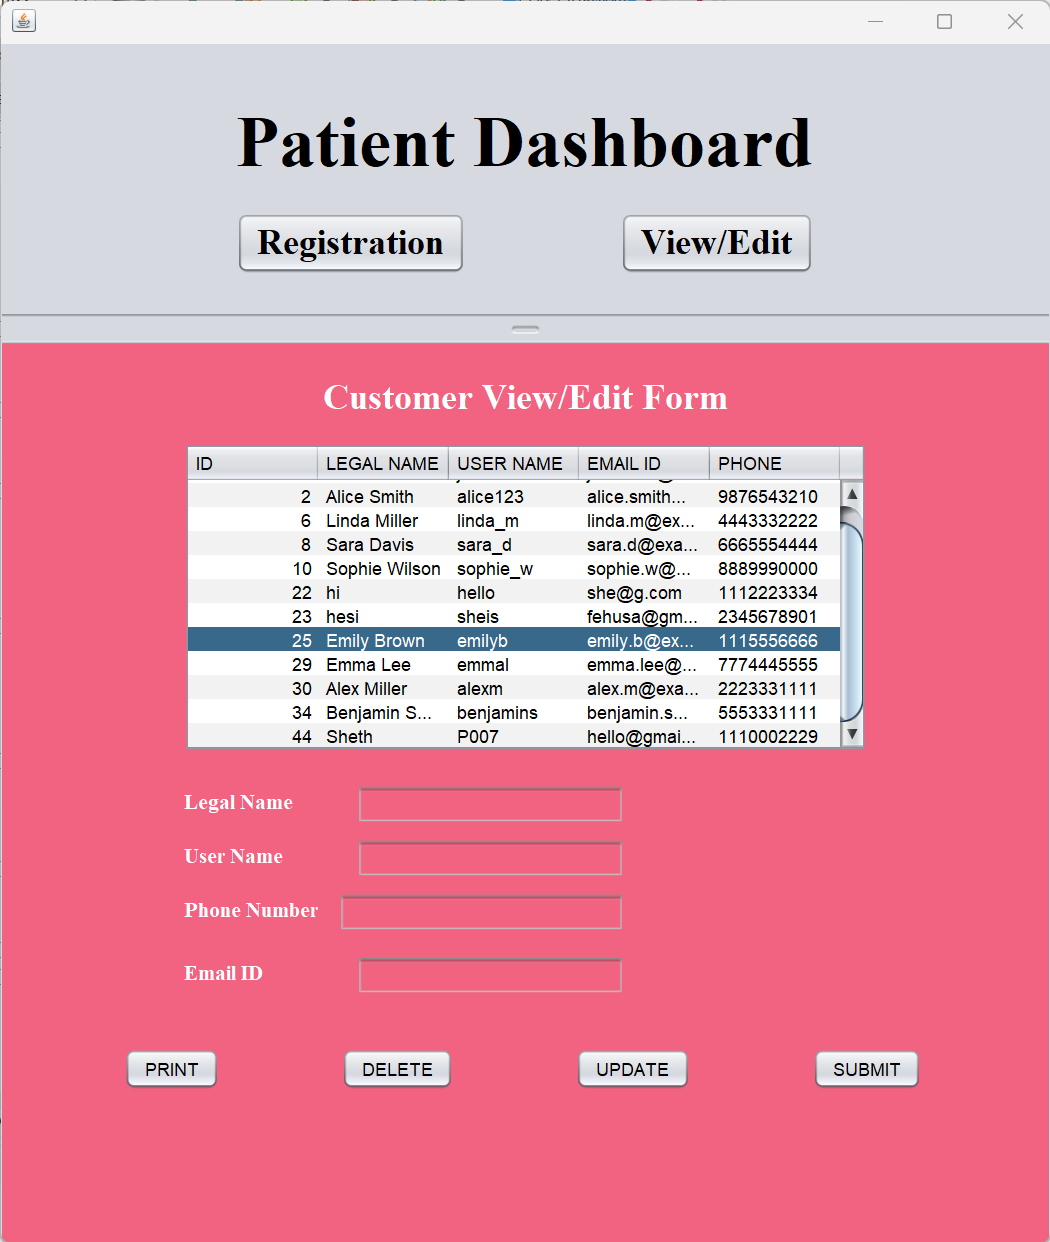 Patient Dashboard
Registration View/Edit
Customer View/Edit Form
ID LEGAL NAME USER NAME EMAIL ID PHONE
2 Alice Smith alice123 alice.smith... 9876543210
6 Linda Miller linda_m linda.m@ex... 4443332222
8 Sara Davis sara_d sara.d@exa... 6665554444
10 Sophie Wilson sophie_w sophie.w@... 8889990000
22 hi hello she@g.com 1112223334
23 hesi sheis fehusa@gm... 2345678901
25 Emily Brown emilyb emily.b@ex... 1115556666
29 Emma Lee emmal emma.lee@... 7774445555
30 Alex Miller alexm alex.m@exa... 2223331111
34 Benjamin S... benjamins benjamin.s... 5553331111
44 Sheth P007 hello@gmai... 1110002229
Legal Name
User Name
Phone Number
Email ID
PRINT DELETE UPDATE SUBMIT